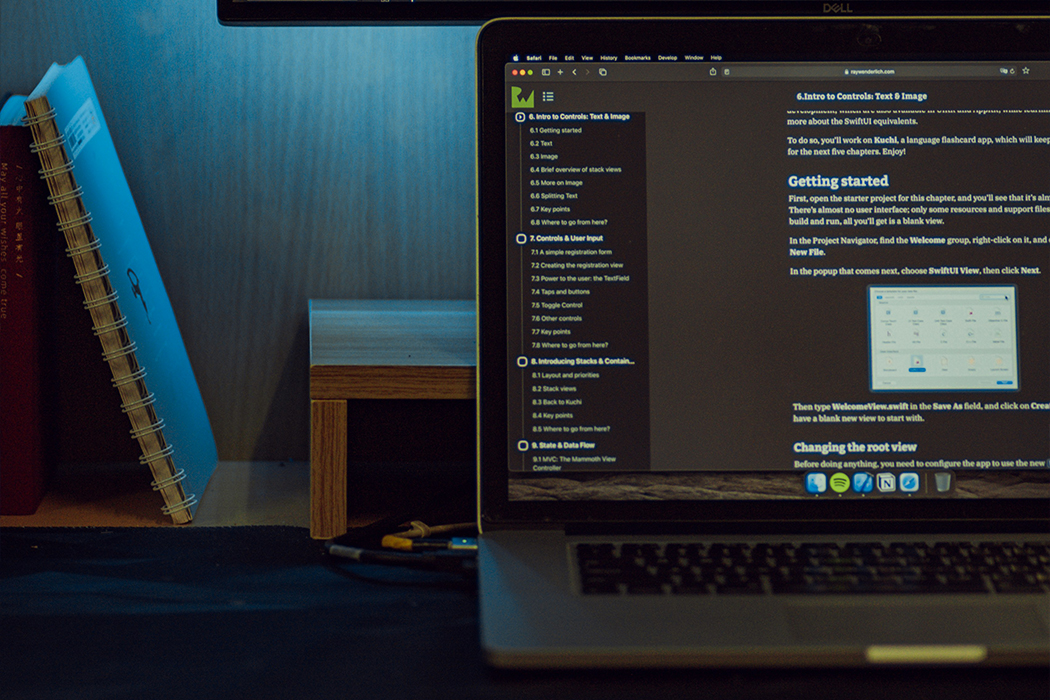 DELL
Safari File Edit View History Bookmarks Develop Window Help
raywenderlich.com
6.Intro to Controls: Text & Image
6. Intro to Controls: Text & Image
6.1 Getting started
6.2 Text
6.3 Image
6.4 Brief overview of stack views
6.5 More on Image
6.6 Splitting Text
6.7 Key points
6.8 Where to go from here?
7. Controls & User Input
7.1 A simple registration form
7.2 Creating the registration view
7.3 Power to the user: the TextField
7.4 Taps and buttons
7.5 Toggle Control
7.6 Other controls
7.7 Key points
7.8 Where to go from here?
8. Introducing Stacks & Contain...
8.1 Layout and priorities
8.2 Stack views
8.3 Back to Kuchi
8.4 Key points
8.5 Where to go from here?
9. State & Data Flow
9.1 MVC: The Mammoth View
Controller
more about the SwiftUI equivalents.
To do so, you'll work on Kuchi, a language flashcard app, which will keep
for the next five chapters. Enjoy!
Getting started
First, open the starter project for this chapter, and you'll see that it's alm
There's almost no user interface; only some resources and support files
build and run, all you'll get is a blank view.
In the Project Navigator, find the Welcome group, right-click on it, and
New File.
In the popup that comes next, choose SwiftUI View, then click Next.
Then type WelcomeView.swift in the Save As field, and click on Crea
have a blank new view to start with.
Changing the root view
Before doing anything, you need to configure the app to use the new
May all your wishes come true